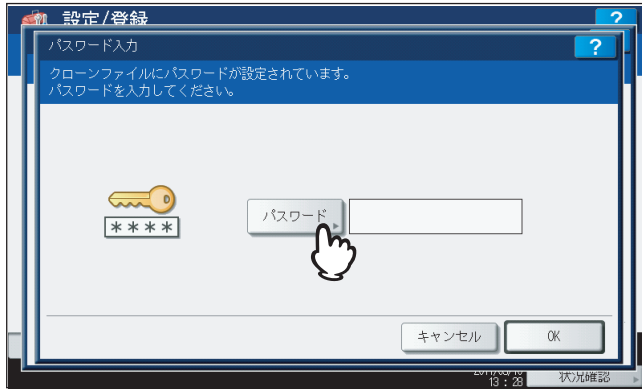 設定/登録
?
パスワード入力
?
クローンファイルにパスワードが設定されています。
パスワードを入力してください。
****
パスワード
キャンセル
OK
13:28
状況確認